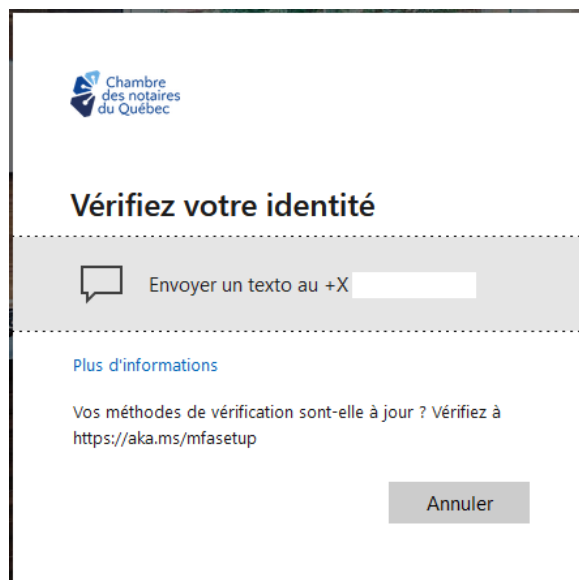 Chambre
des notaires
du Québec
Vérifiez votre identité
Envoyer un texto au +X
Plus d'informations
Vos méthodes de vérification sont-elle à jour ? Vérifiez à
https://aka.ms/mfasetup
Annuler